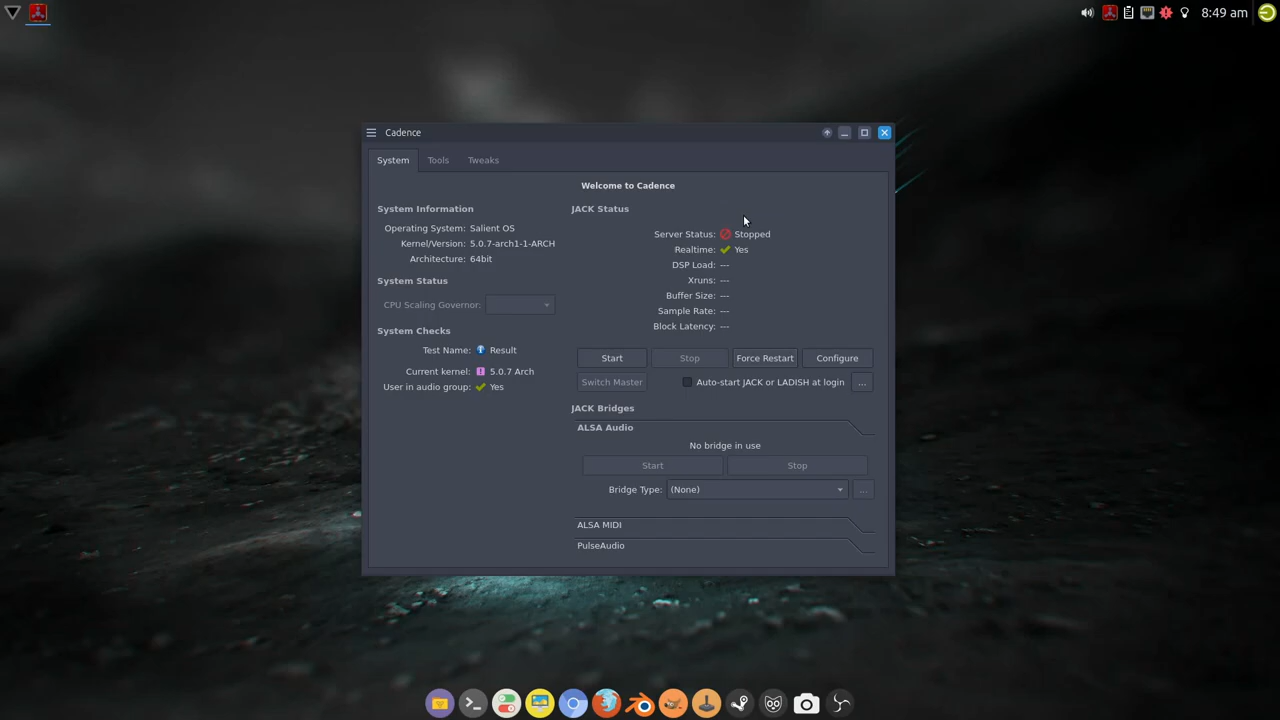 8:49 am
Cadence
System Tools Tweaks
Welcome to Cadence
System Information
Operating System: Salient OS
Kernel/Version: 5.0.7-arch1-1-ARCH
Architecture: 64bit
System Status
CPU Scaling Governor:
System Checks
Test Name: Result
Current kernel: 5.0.7 Arch
User in audio group: Yes
JACK Status
Server Status: Stopped
Realtime: Yes
DSP Load: ---
Xruns: ---
Buffer Size: ---
Sample Rate: ---
Block Latency: ---
Start Stop Force Restart Configure
Switch Master Auto-start JACK or LADISH at login ...
JACK Bridges
ALSA Audio
No bridge in use
Start Stop
Bridge Type: (None) ...
ALSA MIDI
PulseAudio